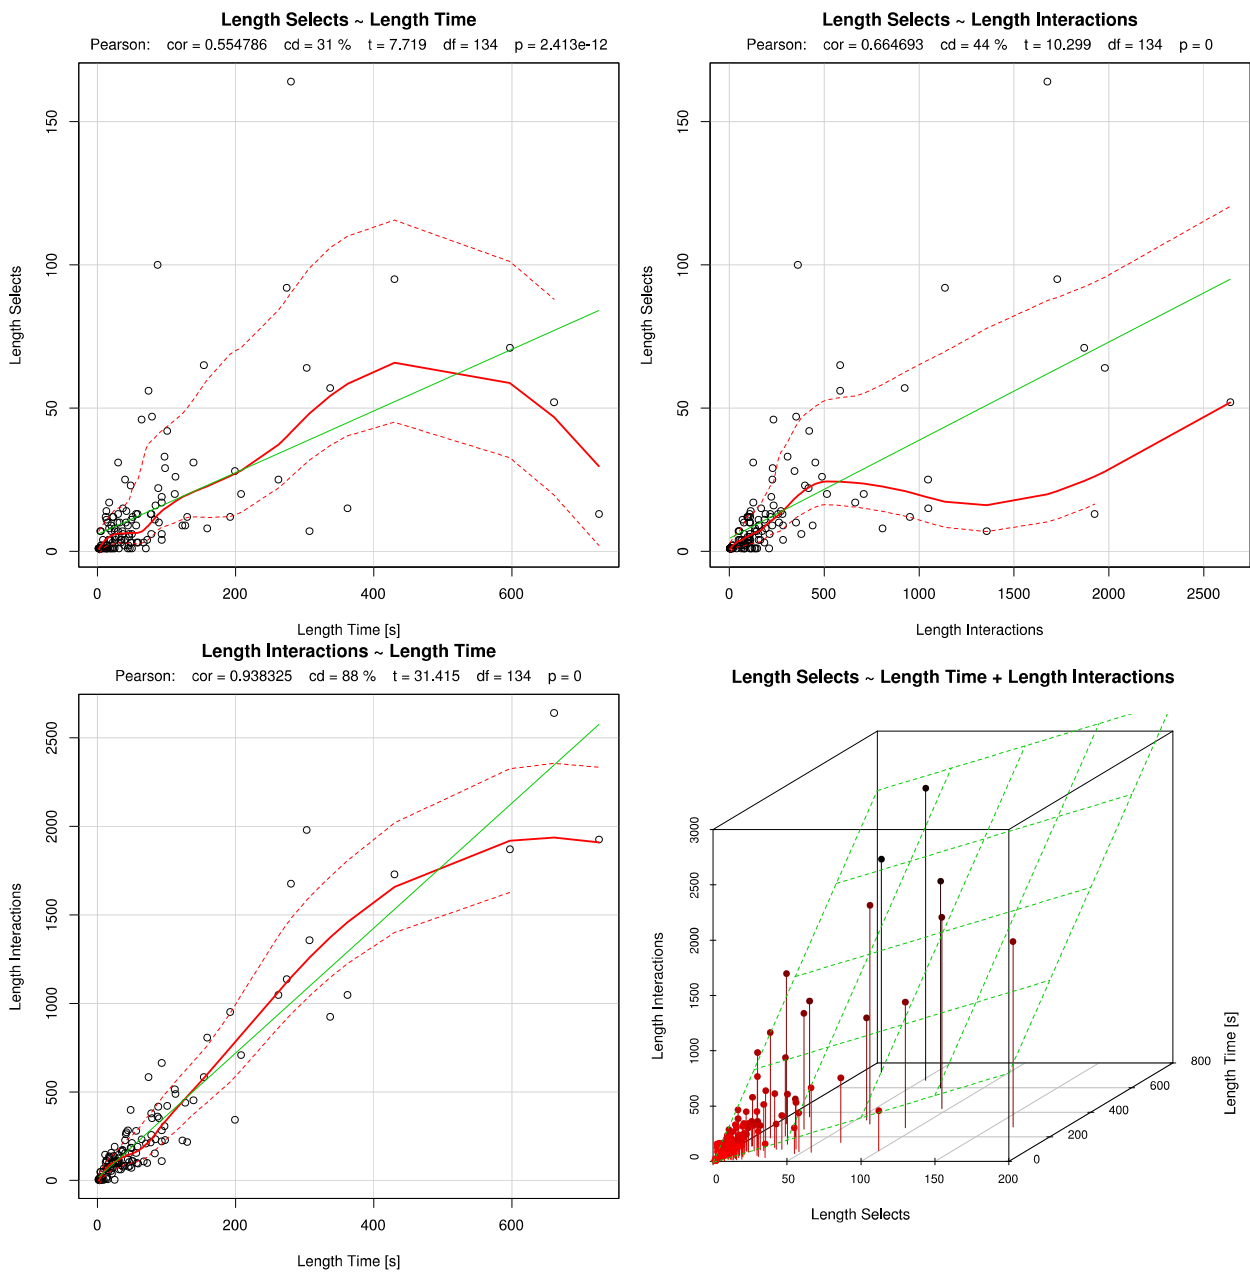 Length Selects ~ Length Time
Pearson: cor = 0.554786 cd = 31 % t = 7.719 df = 134 p = 2.413e-12
Length Selects
150
100
50
0
0 200 400 600
Length Time [s]
Length Selects ~ Length Interactions
Pearson: cor = 0.664693 cd = 44 % t = 10.299 df = 134 p = 0
Length Selects
150
100
50
0
0 500 1000 1500 2000 2500
Length Interactions
Length Interactions ~ Length Time
Pearson: cor = 0.938325 cd = 88 % t = 31.415 df = 134 p = 0
Length Interactions
2500
2000
1500
1000
500
0
0 200 400 600
Length Time [s]
Length Selects ~ Length Time + Length Interactions
Length Interactions
3000
2500
2000
1500
1000
500
0
0 50 100 150 200
Length Selects
0
200
400
600
800
Length Time [s]